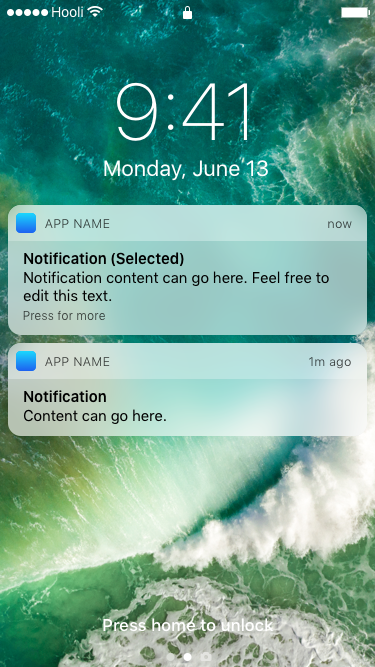 Hooli
9:41
Monday, June 13
APP NAME now
Notification (Selected)
Notification content can go here. Feel free to
edit this text.
Press for more
APP NAME 1m ago
Notification
Content can go here.
Press home to unlock